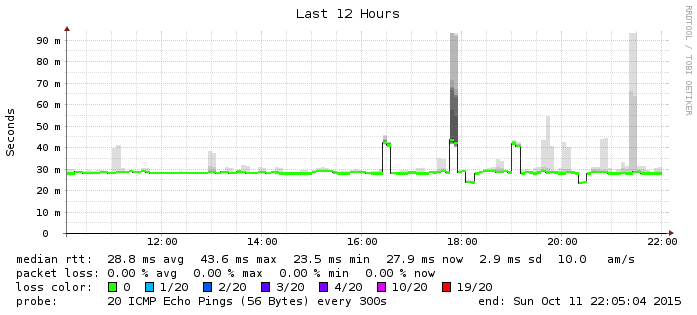 Last 12 Hours
RRDTOOL / TOBI OETIKER
Seconds
90 m
80 m
70 m
60 m
50 m
40 m
30 m
20 m
10 m
0
12:00 14:00 16:00 18:00 20:00 22:00
median rtt: 28.8 ms avg 43.6 ms max 23.5 ms min 27.9 ms now 2.9 ms sd 10.0 am/s
packet loss: 0.00 % avg 0.00 % max 0.00 % min 0.00 % now
loss color: 0 1/20 2/20 3/20 4/20 10/20 19/20
probe: 20 ICMP Echo Pings (56 Bytes) every 300s end: Sun Oct 11 22:05:04 2015